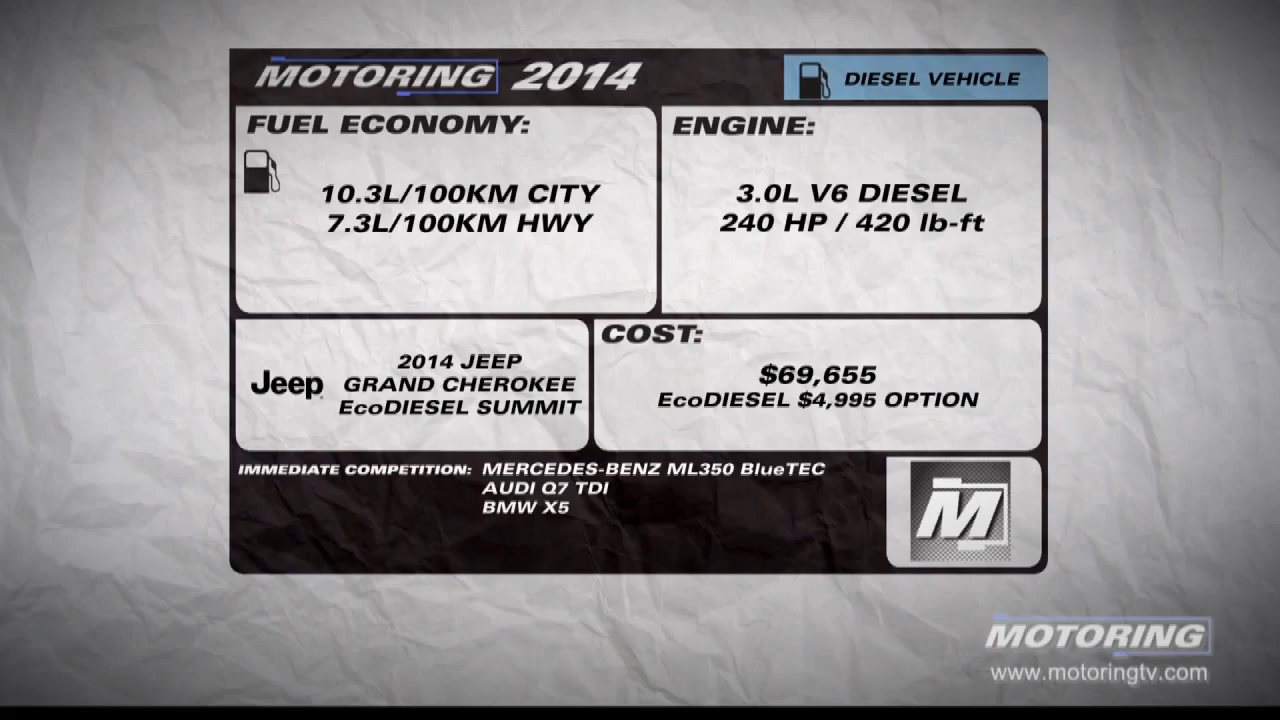 MOTORING 2014
DIESEL VEHICLE
FUEL ECONOMY:
10.3L/100KM CITY
7.3L/100KM HWY
ENGINE:
3.0L V6 DIESEL
240 HP / 420 lb-ft
Jeep
2014 JEEP
GRAND CHEROKEE
EcoDIESEL SUMMIT
COST:
$69,655
EcoDIESEL $4,995 OPTION
IMMEDIATE COMPETITION: MERCEDES-BENZ ML350 BlueTEC
AUDI Q7 TDI
BMW X5
M
MOTORING
www.motoringtv.com